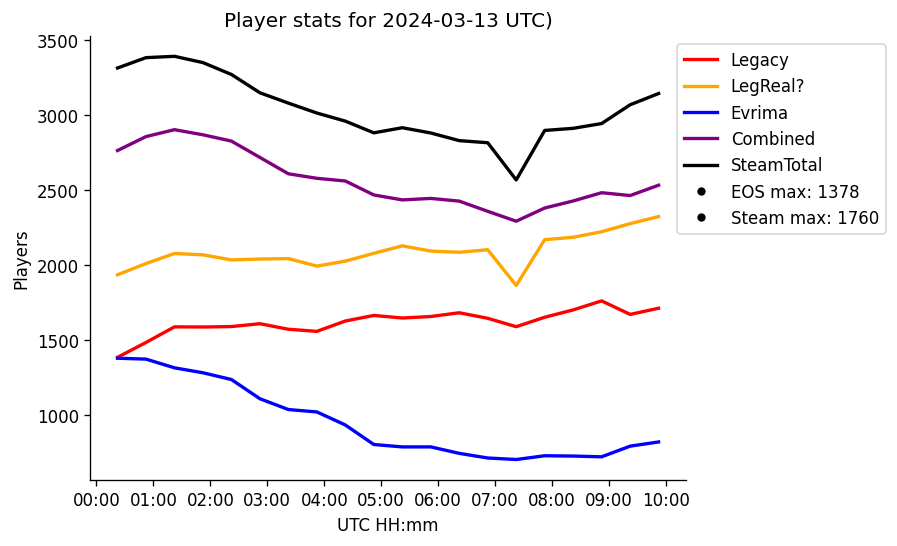 Player stats for 2024-03-13 UTC)
3500
3000
2500
2000
1500
1000
Players
00:00 01:00 02:00 03:00 04:00 05:00 06:00 07:00 08:00 09:00 10:00
UTC HH:mm
Legacy
LegReal?
Evrima
Combined
SteamTotal
EOS max: 1378
Steam max: 1760